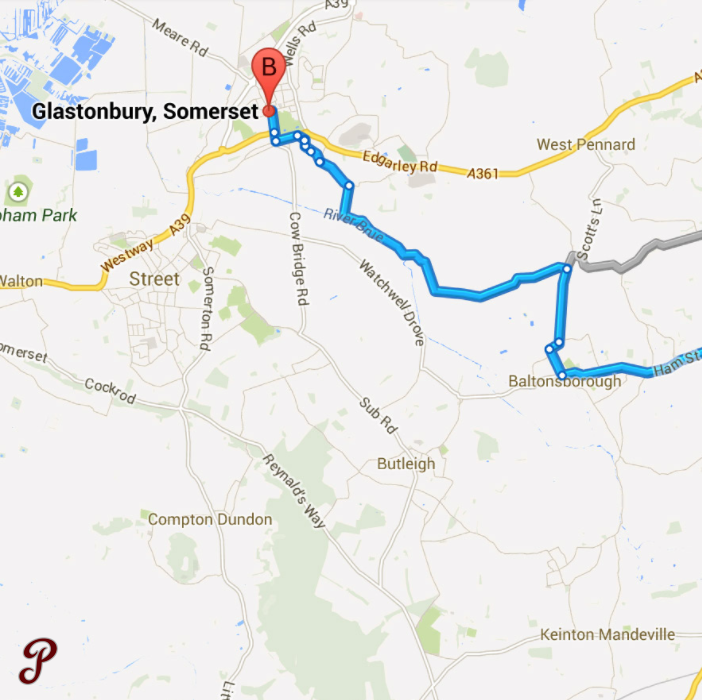 A39
Meare Rd
Wells Rd
B
Glastonbury, Somerset
West Pennard
Edgarley Rd
A361
pham Park
River Brue
Scott's Ln
A39
Westway
Cow Bridge Rd
Walton
Street
Somerton Rd
Watchwell Drove
omerset
Ham St
Baltonsborough
Cockrod
Sub Rd
Butleigh
Reynald's Way
Compton Dundon
Keinton Mandeville
P